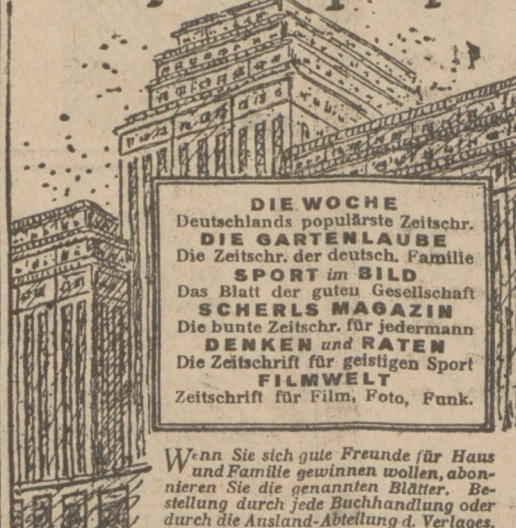 DIE WOCHE
Deutschlands populärste Zeitschr.
DIE GARTENLAUBE
Die Zeitschr. der deutsch. Familie
SPORT im BILD
Das Blatt der guten Gesellschaft
SCHERLS MAGAZIN
Die bunte Zeitschr. für jedermann
DENKEN und RATEN
Die Zeitschrift für geistigen Sport
FILMWELT
Zeitschrift für Film, Foto, Funk.
Wenn Sie sich gute Freunde für Haus
und Familie gewinnen wollen, abon-
nieren Sie die genannten Blätter. Be-
stellung durch jede Buchhandlung oder
durch die Ausland-Abteilung d. Verlages.